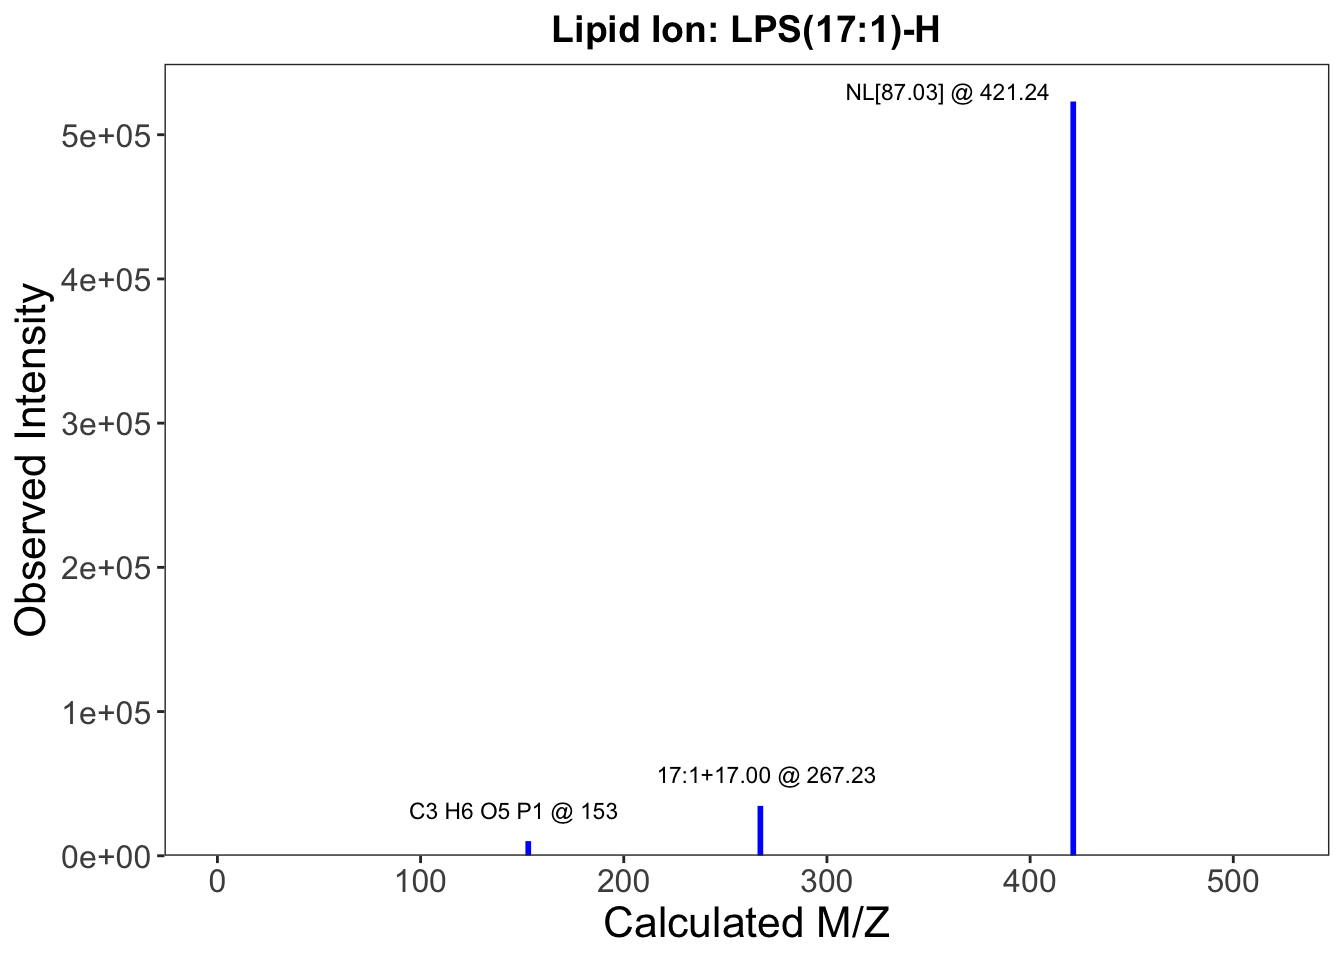 Lipid Ion: LPS(17:1)-H
NL[87.03] @ 421.24
5e+05
4e+05
3e+05
2e+05
1e+05
0e+00
Observed Intensity
17:1+17.00 @ 267.23
C3 H6 O5 P1 @ 153
0 100 200 300 400 500
Calculated M/Z